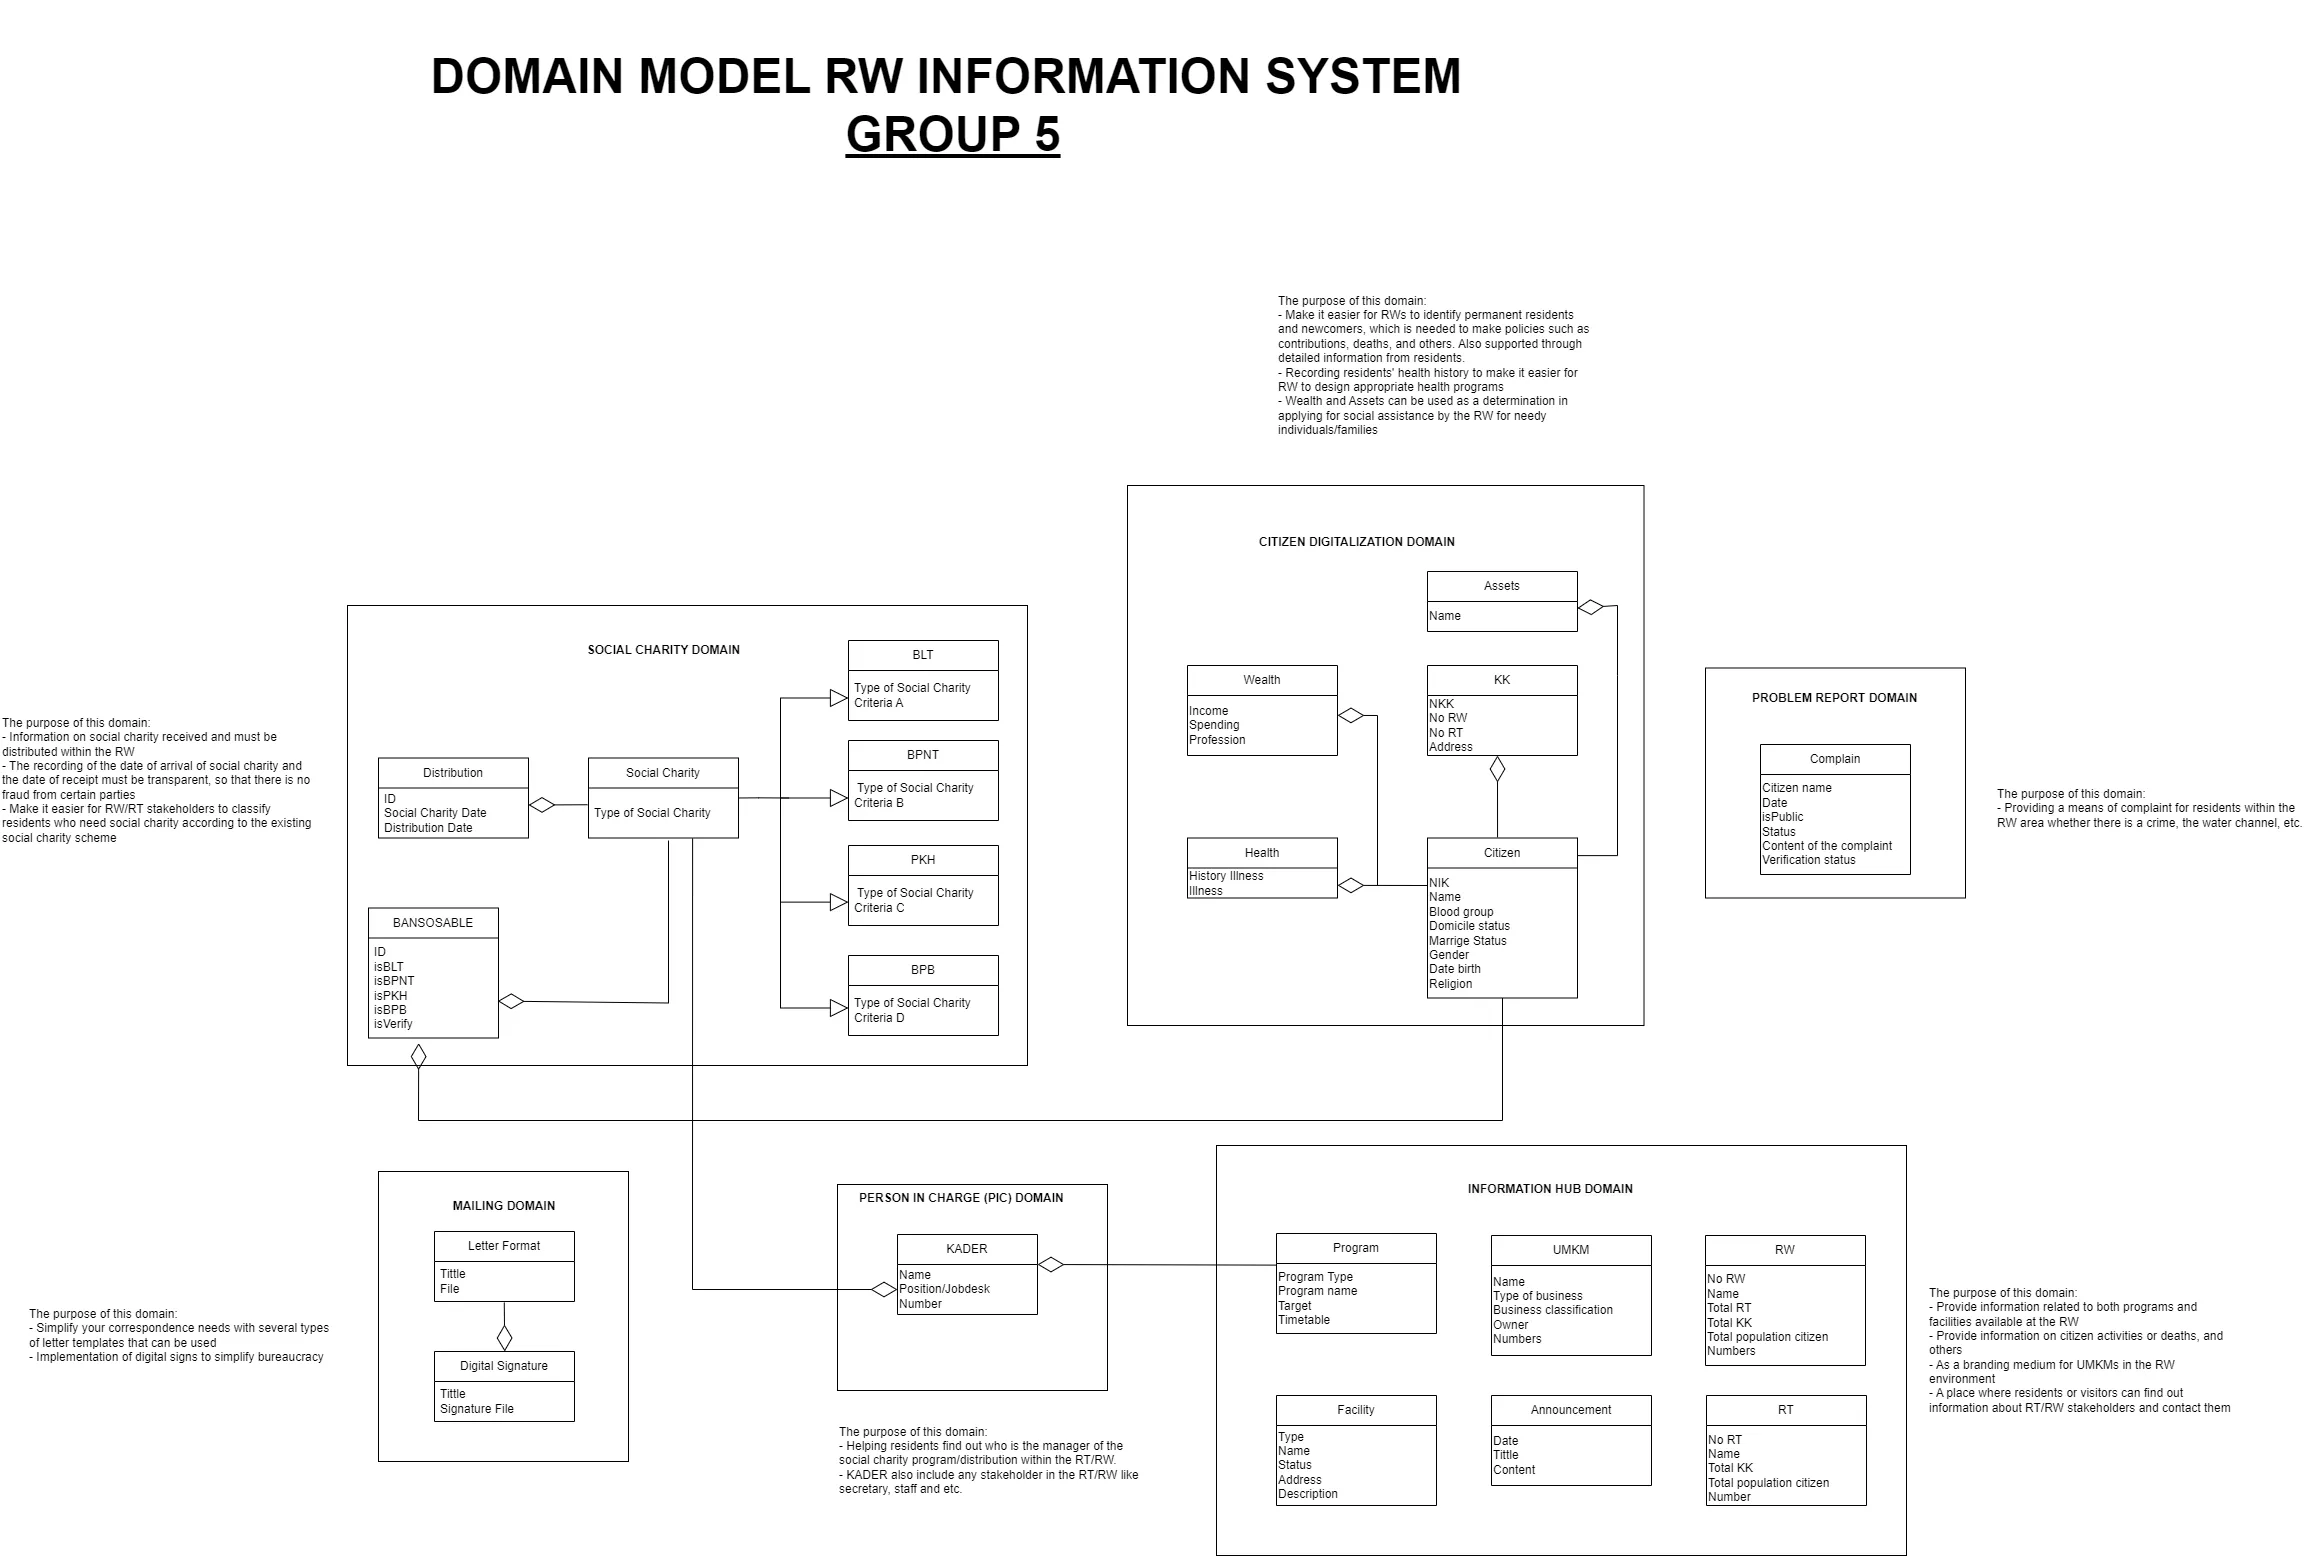 DOMAIN MODEL RW INFORMATION SYSTEM
GROUP 5
The purpose of this domain:
- Make it easier for RWs to identify permanent residents
and newcomers, which is needed to make policies such as
contributions, deaths, and others. Also supported through
detailed information from residents.
- Recording residents' health history to make it easier for
RW to design appropriate health programs
- Wealth and Assets can be used as a determination in
applying for social assistance by the RW for needy
individuals/families
CITIZEN DIGITALIZATION DOMAIN
Assets
Name
Wealth
Income
Spending
Profession
KK
NKK
No RW
No RT
Address
Health
History Illness
Illness
Citizen
NIK
Name
Blood group
Domicile status
Marrige Status
Gender
Date birth
Religion
PROBLEM REPORT DOMAIN
Complain
Citizen name
Date
isPublic
Status
Content of the complaint
Verification status
The purpose of this domain:
- Providing a means of complaint for residents within the
RW area whether there is a crime, the water channel, etc.
The purpose of this domain:
- Information on social charity received and must be
distributed within the RW
- The recording of the date of arrival of social charity and
the date of receipt must be transparent, so that there is no
fraud from certain parties
- Make it easier for RW/RT stakeholders to classify
residents who need social charity according to the existing
social charity scheme
SOCIAL CHARITY DOMAIN
Distribution
ID
Social Charity Date
Distribution Date
Social Charity
Type of Social Charity
BLT
Type of Social Charity
Criteria A
BPNT
Type of Social Charity
Criteria B
PKH
Type of Social Charity
Criteria C
BPB
Type of Social Charity
Criteria D
BANSOSABLE
ID
isBLT
isBPNT
isPKH
isBPB
isVerify
The purpose of this domain:
- Simplify your correspondence needs with several types
of letter templates that can be used
- Implementation of digital signs to simplify bureaucracy
MAILING DOMAIN
Letter Format
Tittle
File
Digital Signature
Tittle
Signature File
PERSON IN CHARGE (PIC) DOMAIN
KADER
Name
Position/Jobdesk
Number
The purpose of this domain:
- Helping residents find out who is the manager of the
social charity program/distribution within the RT/RW.
- KADER also include any stakeholder in the RT/RW like
secretary, staff and etc.
INFORMATION HUB DOMAIN
Program
Program Type
Program name
Target
Timetable
UMKM
Name
Type of business
Business classification
Owner
Numbers
RW
No RW
Name
Total RT
Total KK
Total population citizen
Numbers
Facility
Type
Name
Status
Address
Description
Announcement
Date
Tittle
Content
RT
No RT
Name
Total KK
Total population citizen
Number
The purpose of this domain:
- Provide information related to both programs and
facilities available at the RW
- Provide information on citizen activities or deaths, and
others
- As a branding medium for UMKMs in the RW
environment
- A place where residents or visitors can find out
information about RT/RW stakeholders and contact them